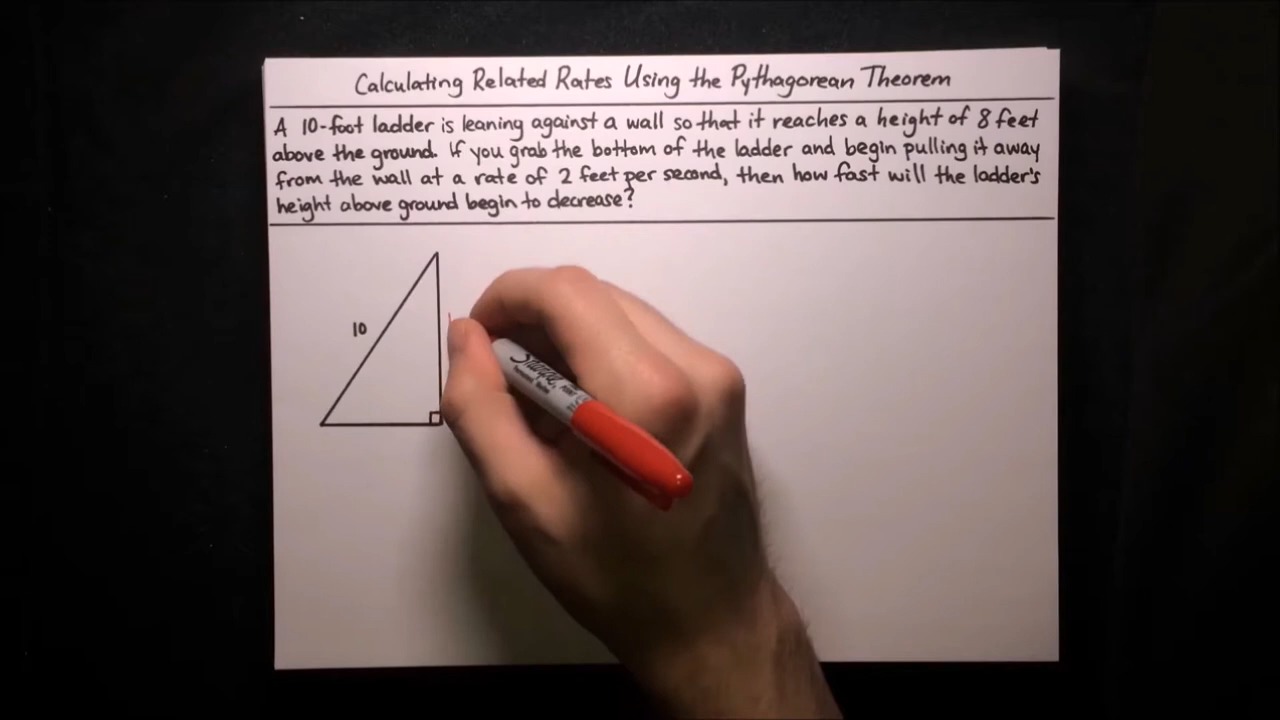 Calculating Related Rates Using the Pythagorean Theorem
A 10-foot ladder is leaning against a wall so that it reaches a height of 8 feet
above the ground. If you grab the bottom of the ladder and begin pulling it away
from the wall at a rate of 2 feet per second, then how fast will the ladder's
height above ground begin to decrease?
10
Sharpie